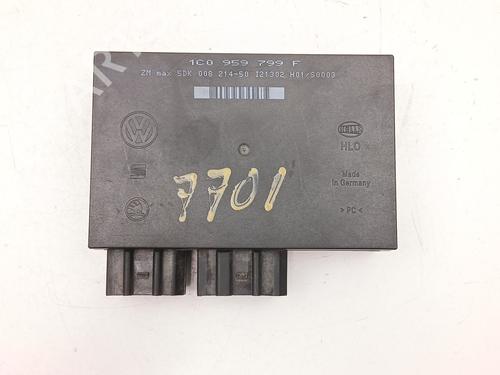 1C0 959 799 F
ZM max SDK 008 214-50 I21302 H01/S0003
HELLA
HLO
Made
In Germany
> PC <
7701